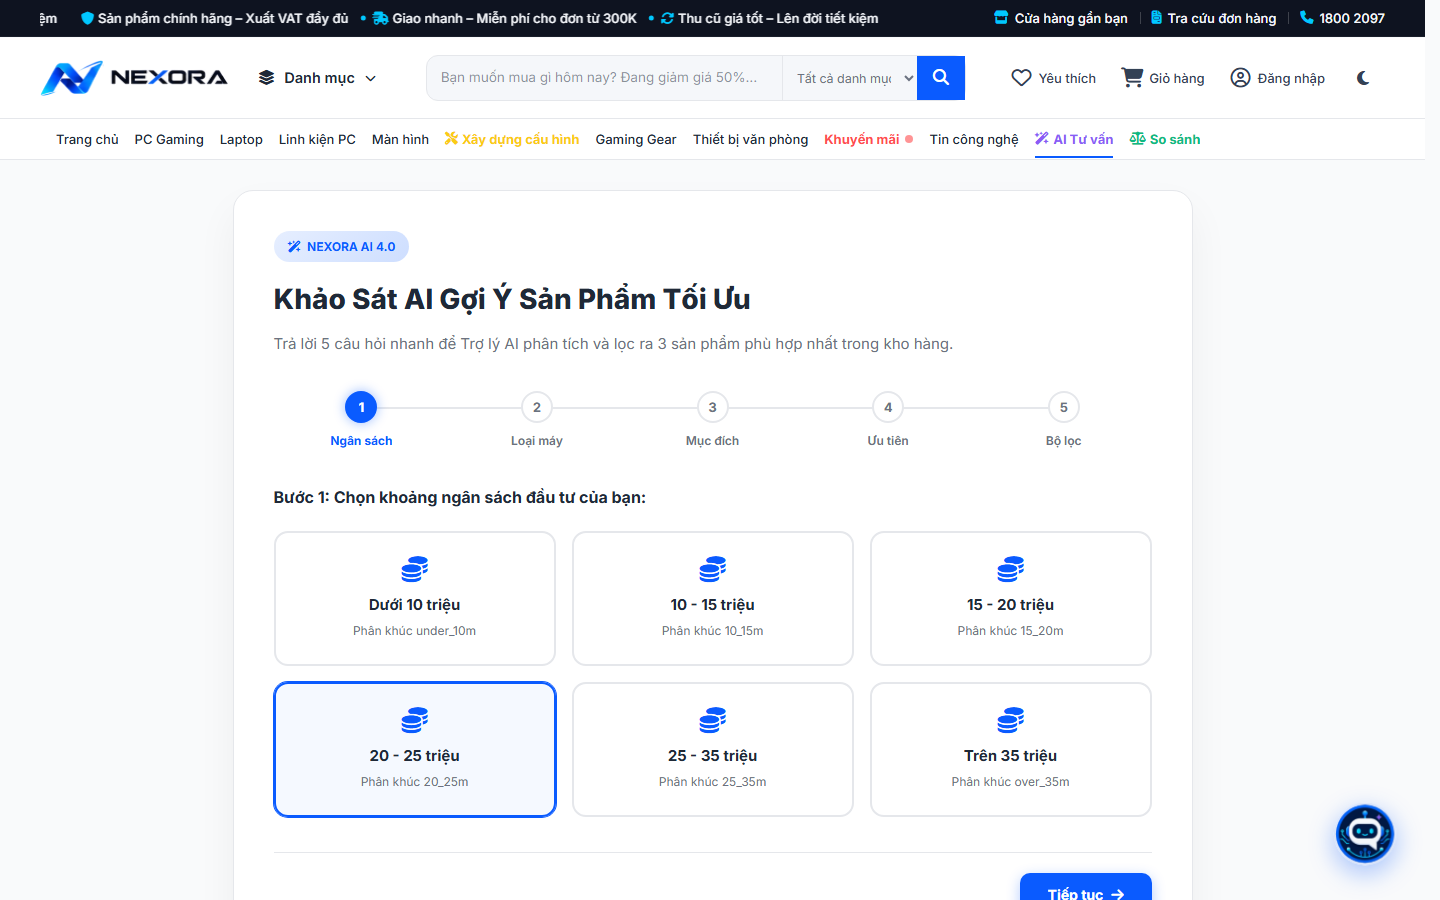 ệm Sản phẩm chính hãng – Xuất VAT đầy đủ • Giao nhanh – Miễn phí cho đơn từ 300K • Thu cũ giá tốt – Lên đời tiết kiệm Cửa hàng gần bạn Tra cứu đơn hàng 1800 2097
NEXORA Danh mục Bạn muốn mua gì hôm nay? Đang giảm giá 50%... Tất cả danh mục Yêu thích Giỏ hàng Đăng nhập
Trang chủ PC Gaming Laptop Linh kiện PC Màn hình Xây dựng cấu hình Gaming Gear Thiết bị văn phòng Khuyến mãi Tin công nghệ AI Tư vấn So sánh
NEXORA AI 4.0
Khảo Sát AI Gợi Ý Sản Phẩm Tối Ưu
Trả lời 5 câu hỏi nhanh để Trợ lý AI phân tích và lọc ra 3 sản phẩm phù hợp nhất trong kho hàng.
1 2 3 4 5
Ngân sách Loại máy Mục đích Ưu tiên Bộ lọc
Bước 1: Chọn khoảng ngân sách đầu tư của bạn:
Dưới 10 triệu 10 - 15 triệu 15 - 20 triệu
Phân khúc under_10m Phân khúc 10_15m Phân khúc 15_20m
20 - 25 triệu 25 - 35 triệu Trên 35 triệu
Phân khúc 20_25m Phân khúc 25_35m Phân khúc over_35m
Tiếp tục